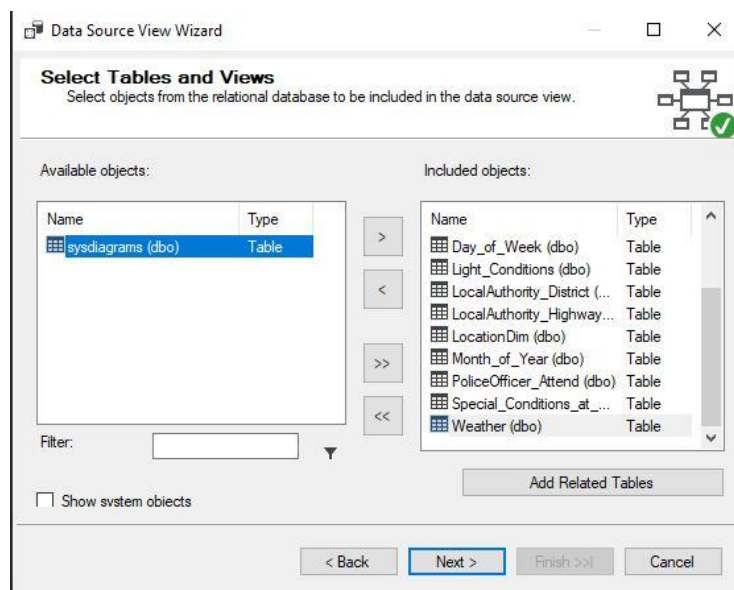 Data Source View Wizard
Select Tables and Views
Select objects from the relational database to be included in the data source view.
Available objects:
Name Type
sysdiagrams (dbo) Table
Filter:
Show system objects
>
<
>>
<<
Included objects:
Name Type
Day_of_Week (dbo) Table
Light_Conditions (dbo) Table
LocalAuthority_District (... Table
LocalAuthority_Highway... Table
LocationDim (dbo) Table
Month_of_Year (dbo) Table
PoliceOfficer_Attend (dbo) Table
Special_Conditions_at_... Table
Weather (dbo) Table
Add Related Tables
< Back Next > Finish >>| Cancel